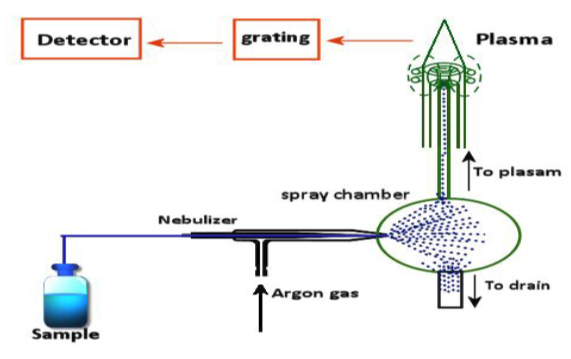 Detector
grating
Plasma
To plasam
spray chamber
Nebulizer
To drain
Argon gas
Sample